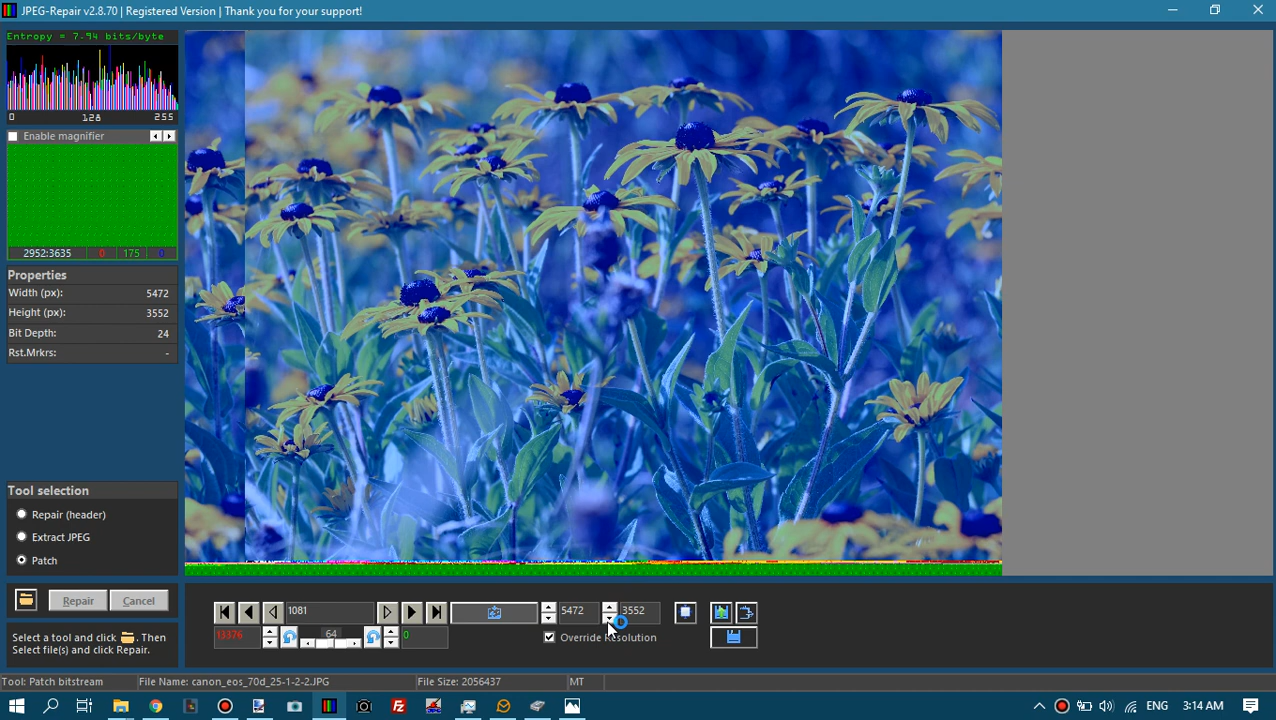 JPEG-Repair v2.8.70 | Registered Version | Thank you for your support!
Entropy = 7.94 bits/byte
0 128 255
Enable magnifier
2952:3635 0 175 0
Properties
Width (px): 5472
Height (px): 3552
Bit Depth: 24
Rst.Mrkrs: -
Tool selection
Repair (header)
Extract JPEG
Patch
Repair Cancel
Select a tool and click . Then
Select file(s) and click Repair.
1081 5472 3552
13376 64 0
Override Resolution
Tool: Patch bitstream File Name: canon_eos_70d_25-1-2-2.JPG File Size: 2056437 MT
ENG 3:14 AM